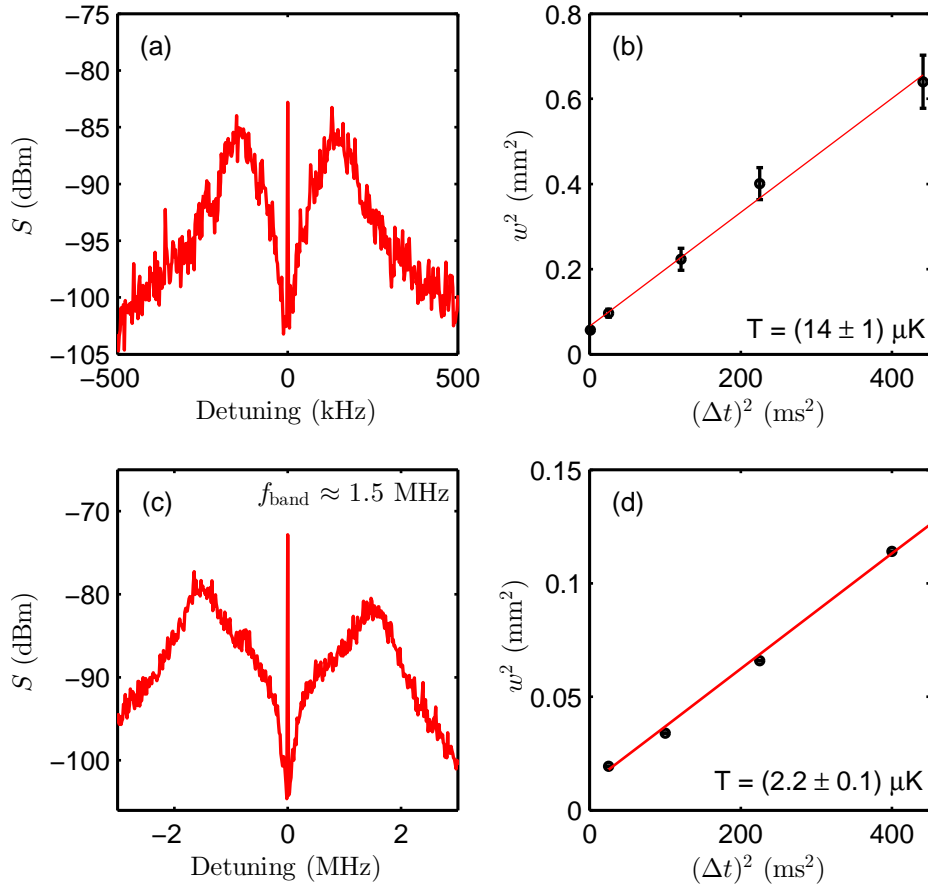 (a)
S (dBm)
−75
−80
−85
−90
−95
−100
−105
−500
0
500
Detuning (kHz)
(b)
w² (mm²)
0.8
0.6
0.4
0.2
0
T = (14 ± 1) μK
0
200
400
(Δt)² (ms²)
(c)
f_band ≈ 1.5 MHz
S (dBm)
−70
−80
−90
−100
−2
0
2
Detuning (MHz)
(d)
w² (mm²)
0.15
0.1
0.05
0
T = (2.2 ± 0.1) μK
0
200
400
(Δt)² (ms²)